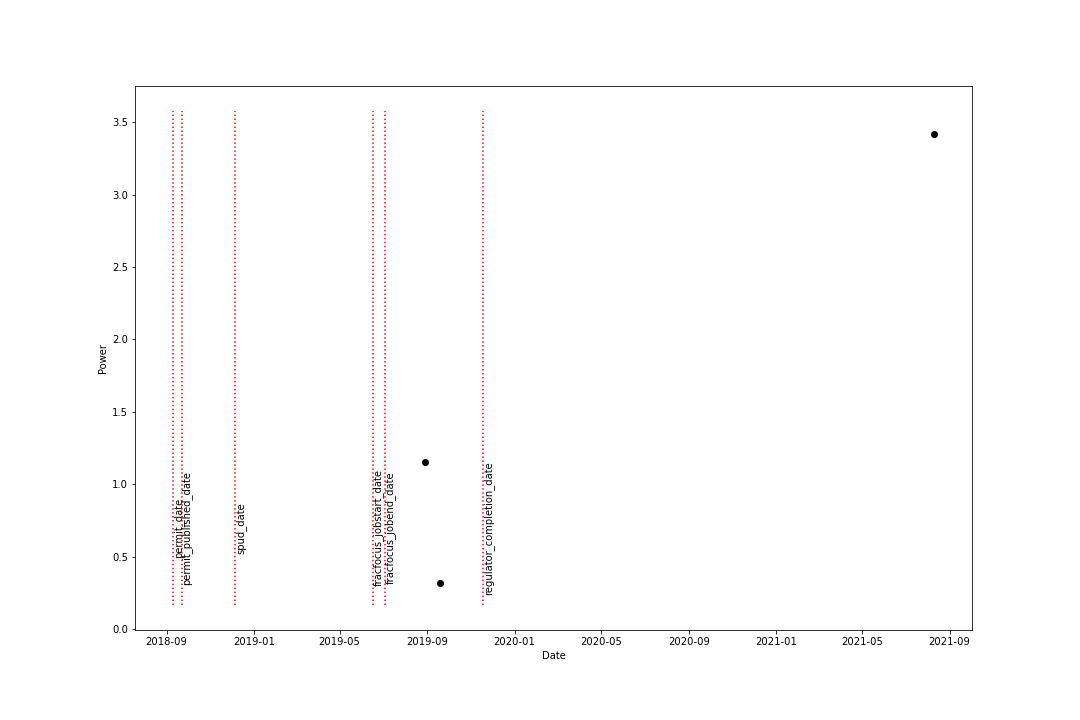 3.5
3.0
2.5
2.0
1.5
1.0
0.5
0.0
Power
permit_date
permit_published_date
spud_date
fracfocus_jobstart_date
fracfocus_jobend_date
regulator_completion_date
2018-09 2019-01 2019-05 2019-09 2020-01 2020-05 2020-09 2021-01 2021-05 2021-09
Date